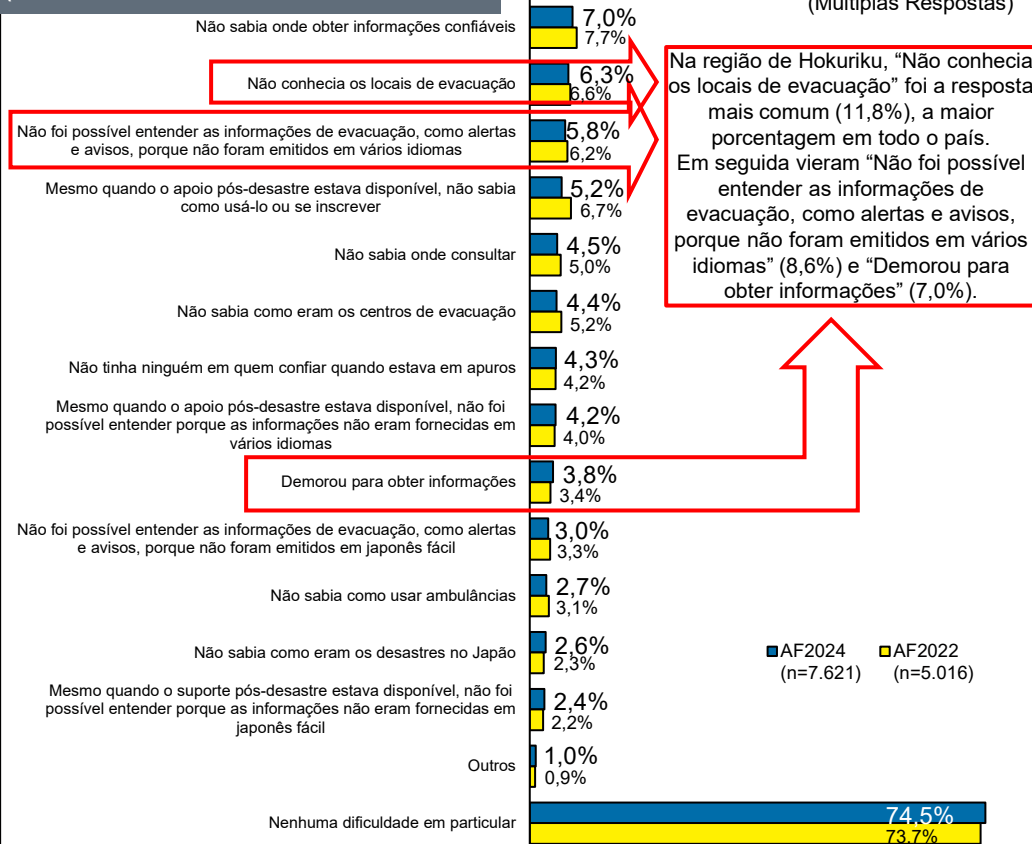 (Múltiplas Respostas)
Não sabia onde obter informações confiáveis
7,0%
7,7%
Não conhecia os locais de evacuação
6,3%
6,6%
Não foi possível entender as informações de evacuação, como alertas
e avisos, porque não foram emitidos em vários idiomas
5,8%
6,2%
Mesmo quando o apoio pós-desastre estava disponível, não sabia
como usá-lo ou se inscrever
5,2%
6,7%
Não sabia onde consultar
4,5%
5,0%
Não sabia como eram os centros de evacuação
4,4%
5,2%
Não tinha ninguém em quem confiar quando estava em apuros
4,3%
4,2%
Mesmo quando o apoio pós-desastre estava disponível, não foi
possível entender porque as informações não eram fornecidas em
vários idiomas
4,2%
4,0%
Demorou para obter informações
3,8%
3,4%
Não foi possível entender as informações de evacuação, como alertas
e avisos, porque não foram emitidos em japonês fácil
3,0%
3,3%
Não sabia como usar ambulâncias
2,7%
3,1%
Não sabia como eram os desastres no Japão
2,6%
2,3%
Mesmo quando o suporte pós-desastre estava disponível, não foi
possível entender porque as informações não eram fornecidas em
japonês fácil
2,4%
2,2%
Outros
1,0%
0,9%
Nenhuma dificuldade em particular
74,5%
73,7%
Na região de Hokuriku, “Não conhecia
os locais de evacuação” foi a resposta
mais comum (11,8%), a maior
porcentagem em todo o país.
Em seguida vieram “Não foi possível
entender as informações de
evacuação, como alertas e avisos,
porque não foram emitidos em vários
idiomas” (8,6%) e “Demorou para
obter informações” (7,0%).
AF2024 AF2022
(n=7.621) (n=5.016)